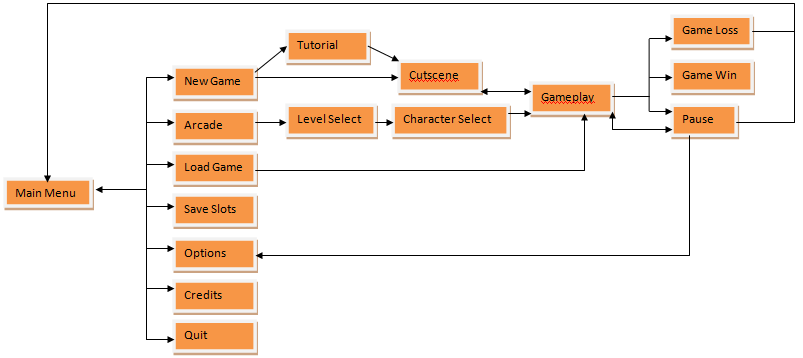 Game Loss
Tutorial
New Game
Cutscene
Game Win
Gameplay
Arcade
Level Select
Character Select
Pause
Load Game
Main Menu
Save Slots
Options
Credits
Quit